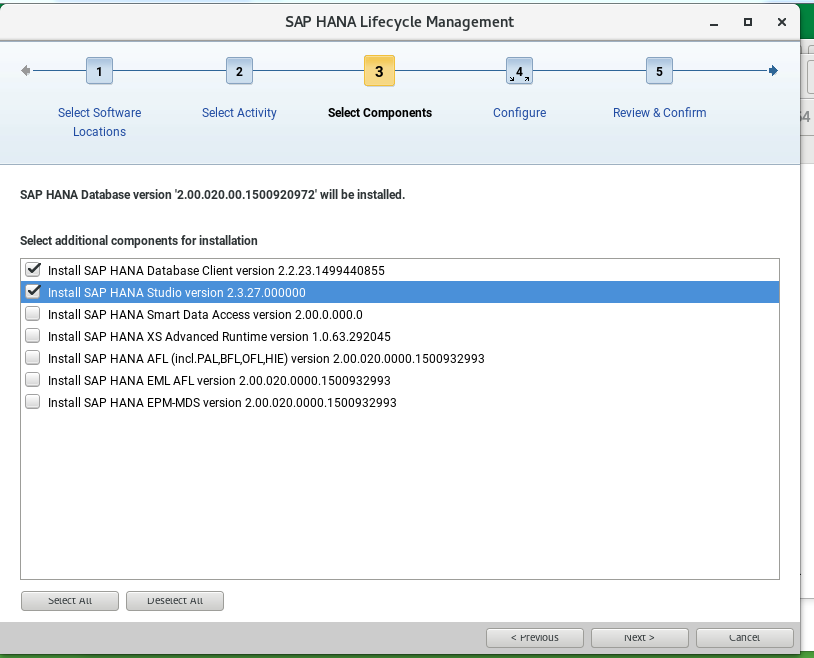 SAP HANA Lifecycle Management
1
2
3
4
5
Select Software
Locations
Select Activity
Select Components
Configure
Review & Confirm
64
SAP HANA Database version '2.00.020.00.1500920972' will be installed.
Select additional components for installation
Install SAP HANA Database Client version 2.2.23.1499440855
Install SAP HANA Studio version 2.3.27.000000
Install SAP HANA Smart Data Access version 2.00.0.000.0
Install SAP HANA XS Advanced Runtime version 1.0.63.292045
Install SAP HANA AFL (incl.PAL,BFL,OFL,HIE) version 2.00.020.0000.1500932993
Install SAP HANA EML AFL version 2.00.020.0000.1500932993
Install SAP HANA EPM-MDS version 2.00.020.0000.1500932993
Select All
Deselect All
< Previous
Next >
Cancel